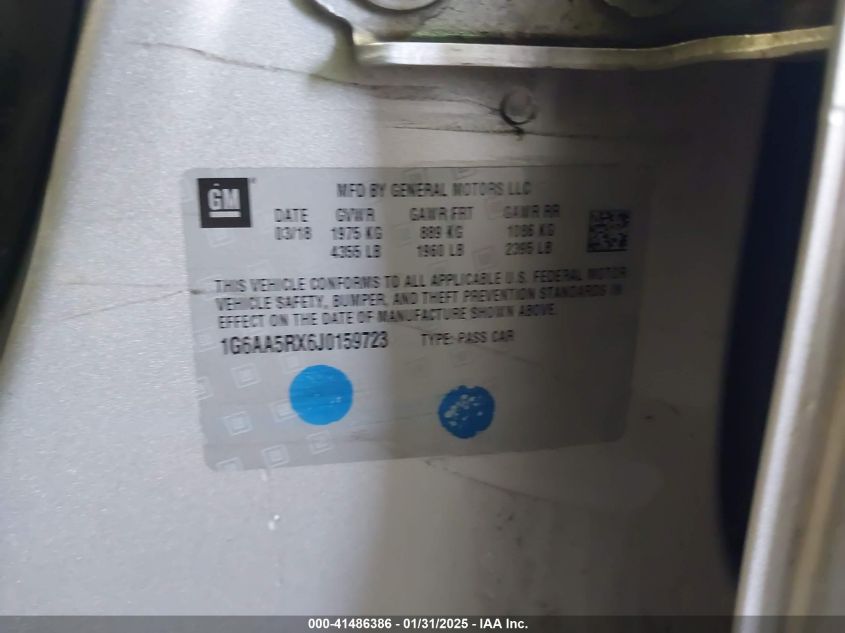 GM
MFD BY GENERAL MOTORS LLC
DATE GVWR GAWR FRT GAWR RR
03/18 1975 KG 889 KG 1086 KG
4355 LB 1960 LB 2395 LB
THIS VEHICLE CONFORMS TO ALL APPLICABLE U.S. FEDERAL MOTOR
VEHICLE SAFETY, BUMPER, AND THEFT PREVENTION STANDARDS IN
EFFECT ON THE DATE OF MANUFACTURE SHOWN ABOVE.
1G6AA5RX6J0159723 TYPE: PASS CAR
000-41486386 - 01/31/2025 - IAA Inc.